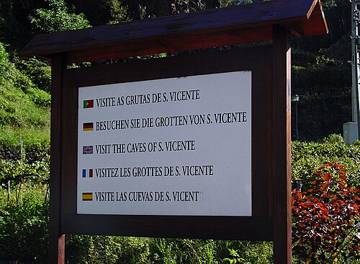 VISITE AS GRUTAS DE S. VICENTE
BESUCHEN SIE DIE GROTTEN VON S. VICENTE
VISIT THE CAVES OF S. VICENTE
VISITEZ LES GROTTES DE S. VICENTE
VISITE LAS CUEVAS DE S. VICENT